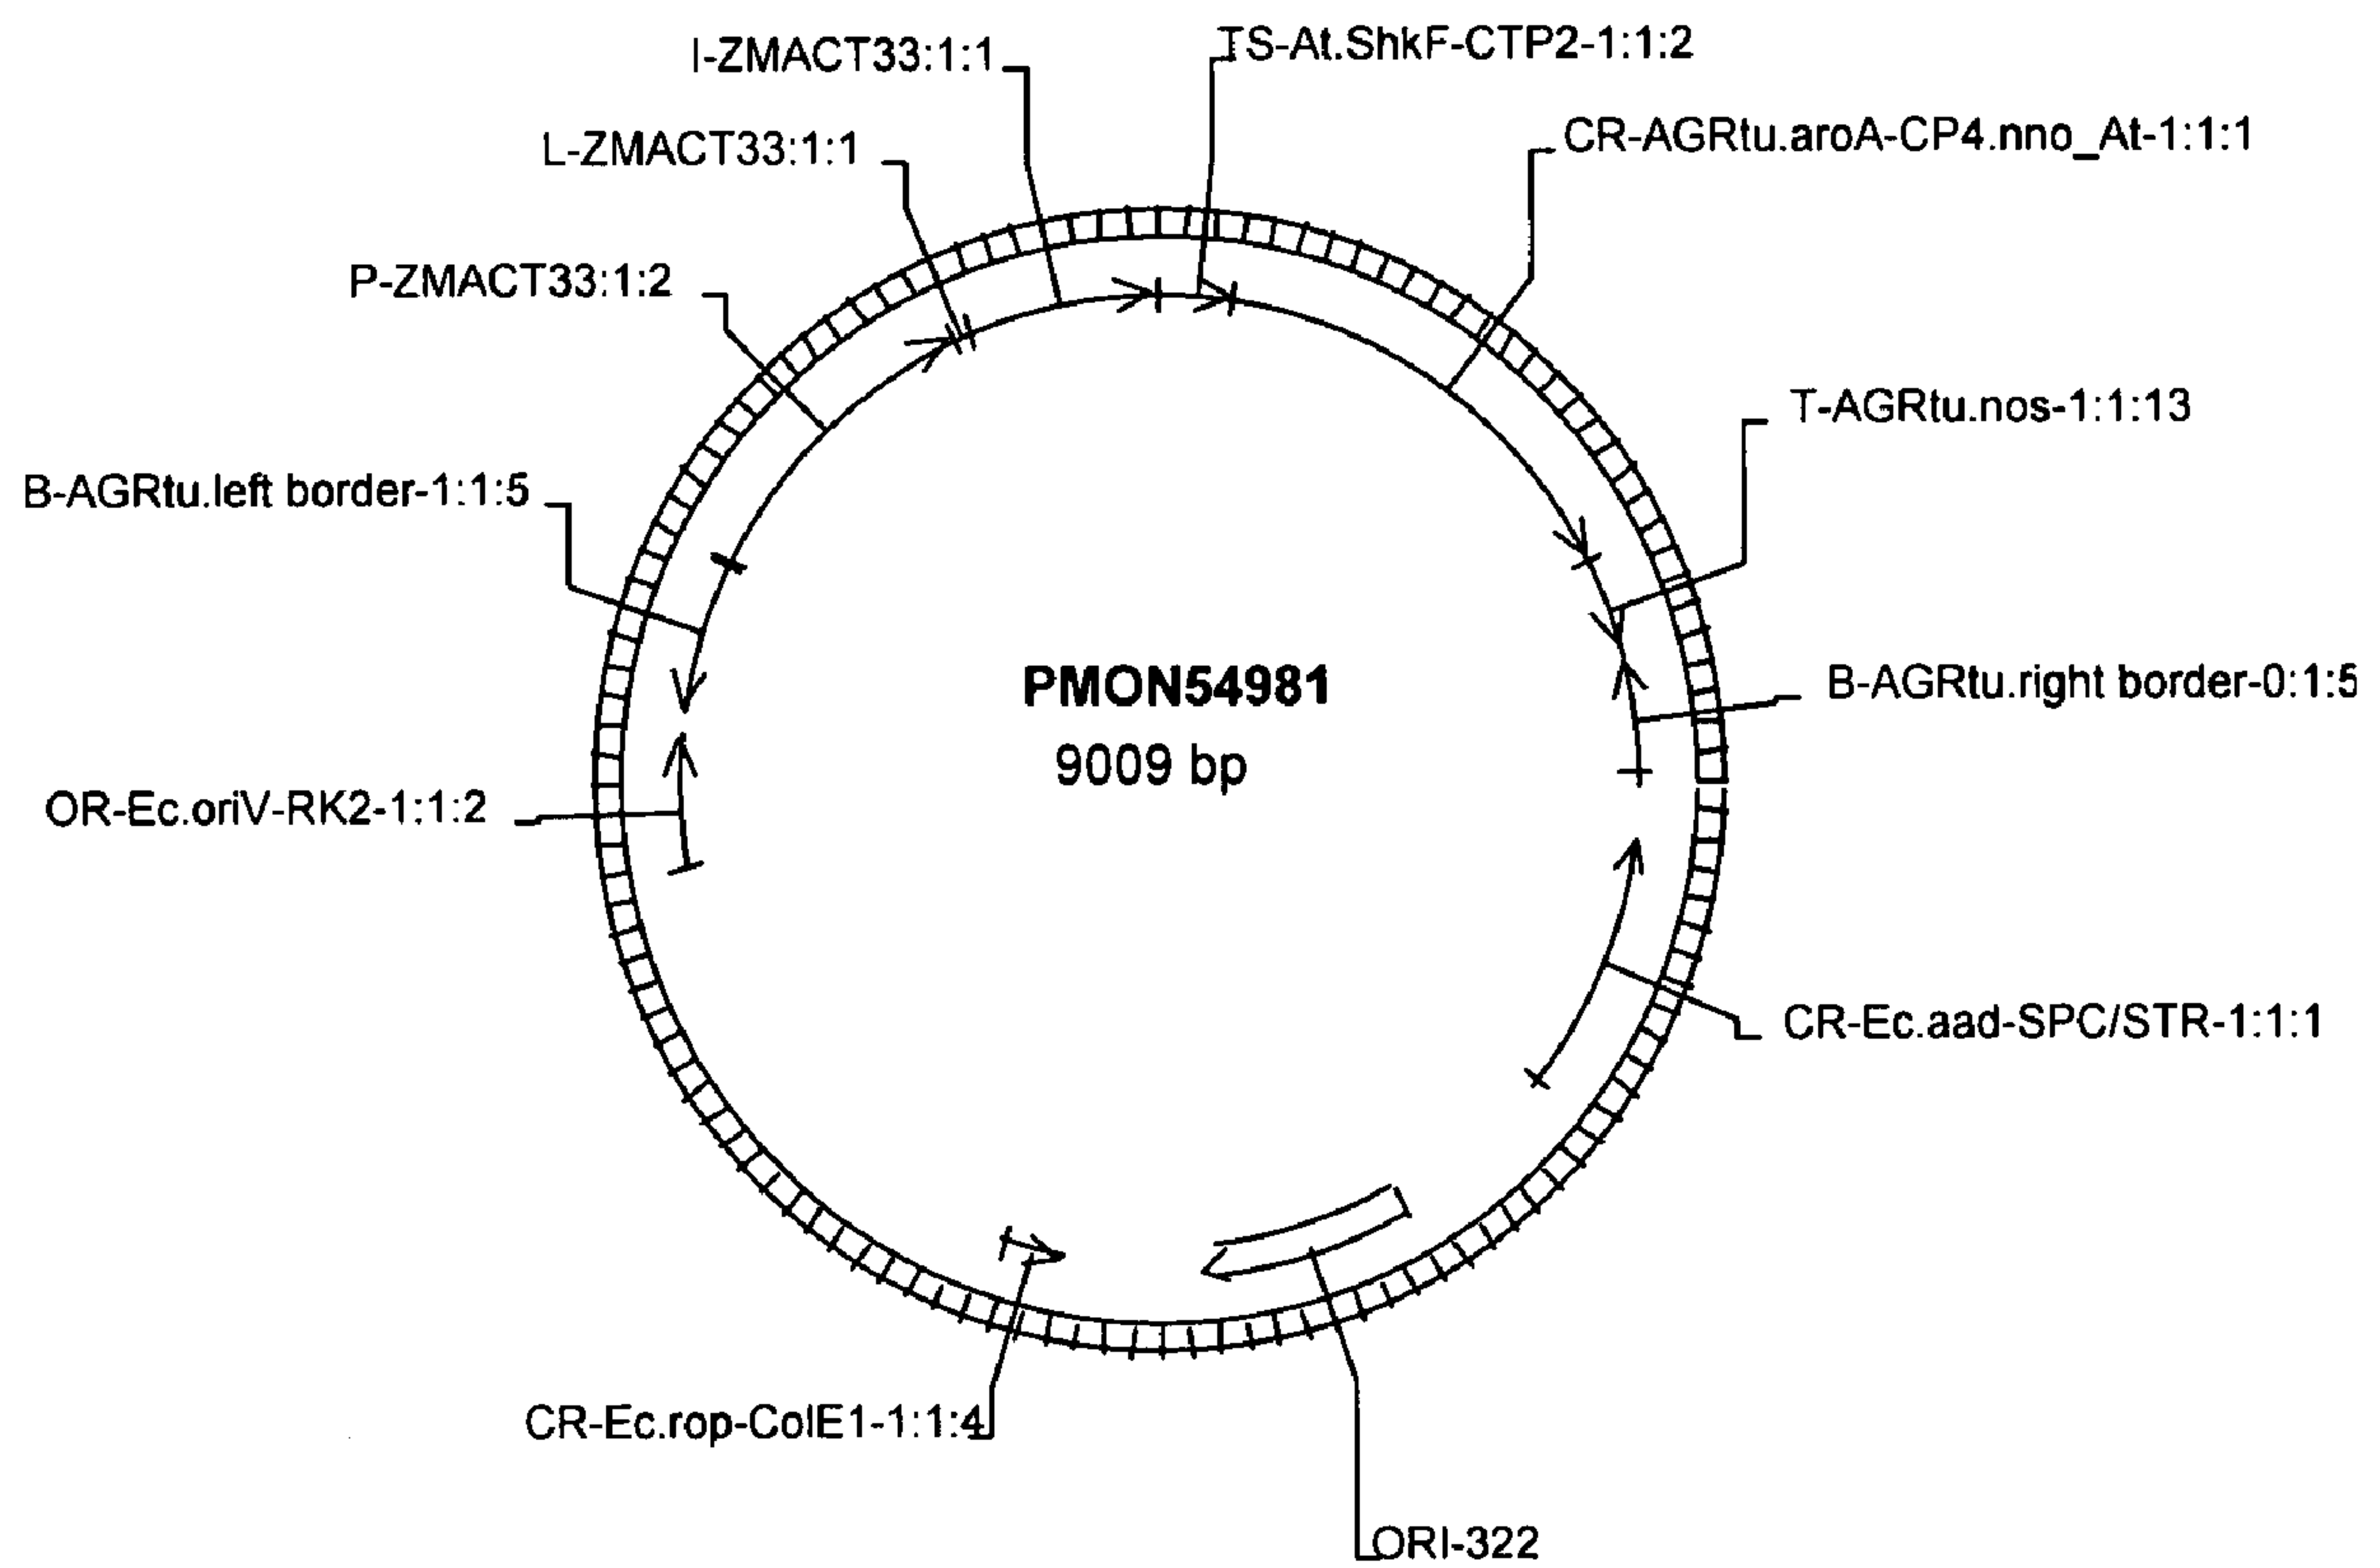 I-ZMACT33:1:1
TS-At.ShkF-CTP2-1:1:2
L-ZMACT33:1:1
CR-AGRtu.aroA-CP4.nno_At-1:1:1
P-ZMACT33:1:2
T-AGRtu.nos-1:1:13
B-AGRtu.left border-1:1:5
PMON54981
9009 bp
B-AGRtu.right border-0:1:5
OR-Ec.oriV-RK2-1:1:2
CR-Ec.aad-SPC/STR-1:1:1
CR-Ec.rop-ColE1-1:1:4
ORI-322